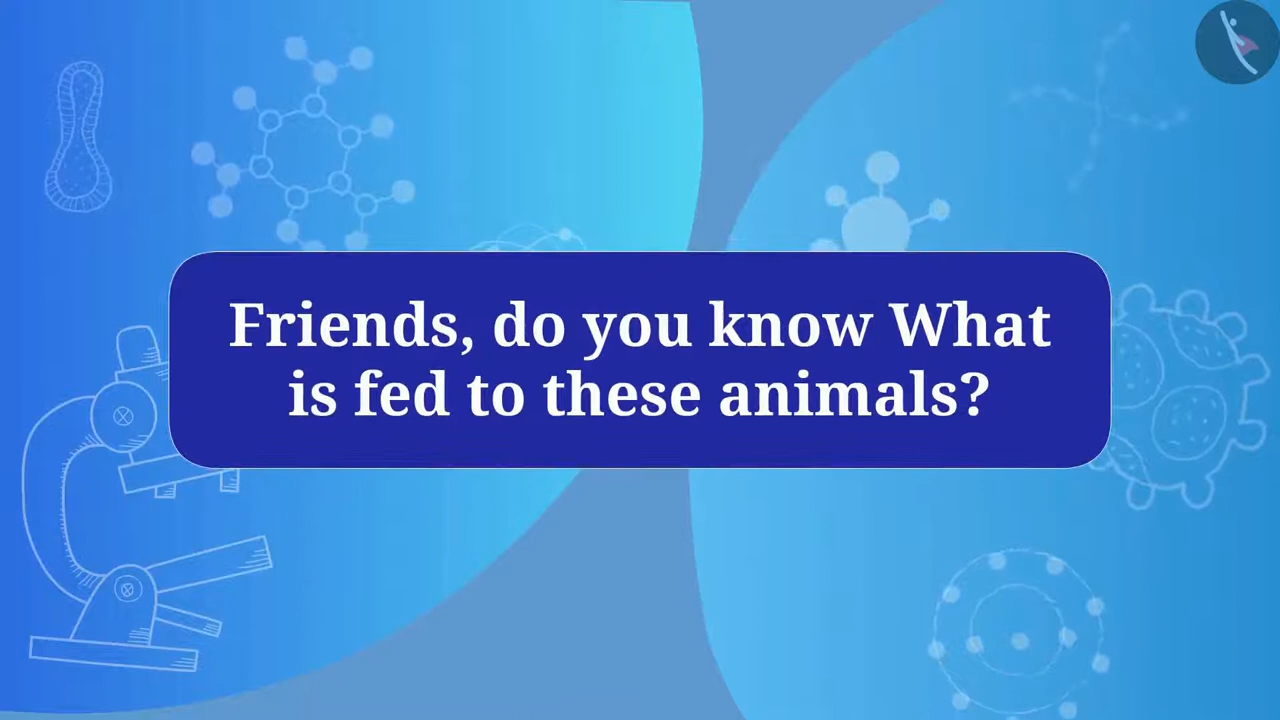 Friends, do you know What
is fed to these animals?